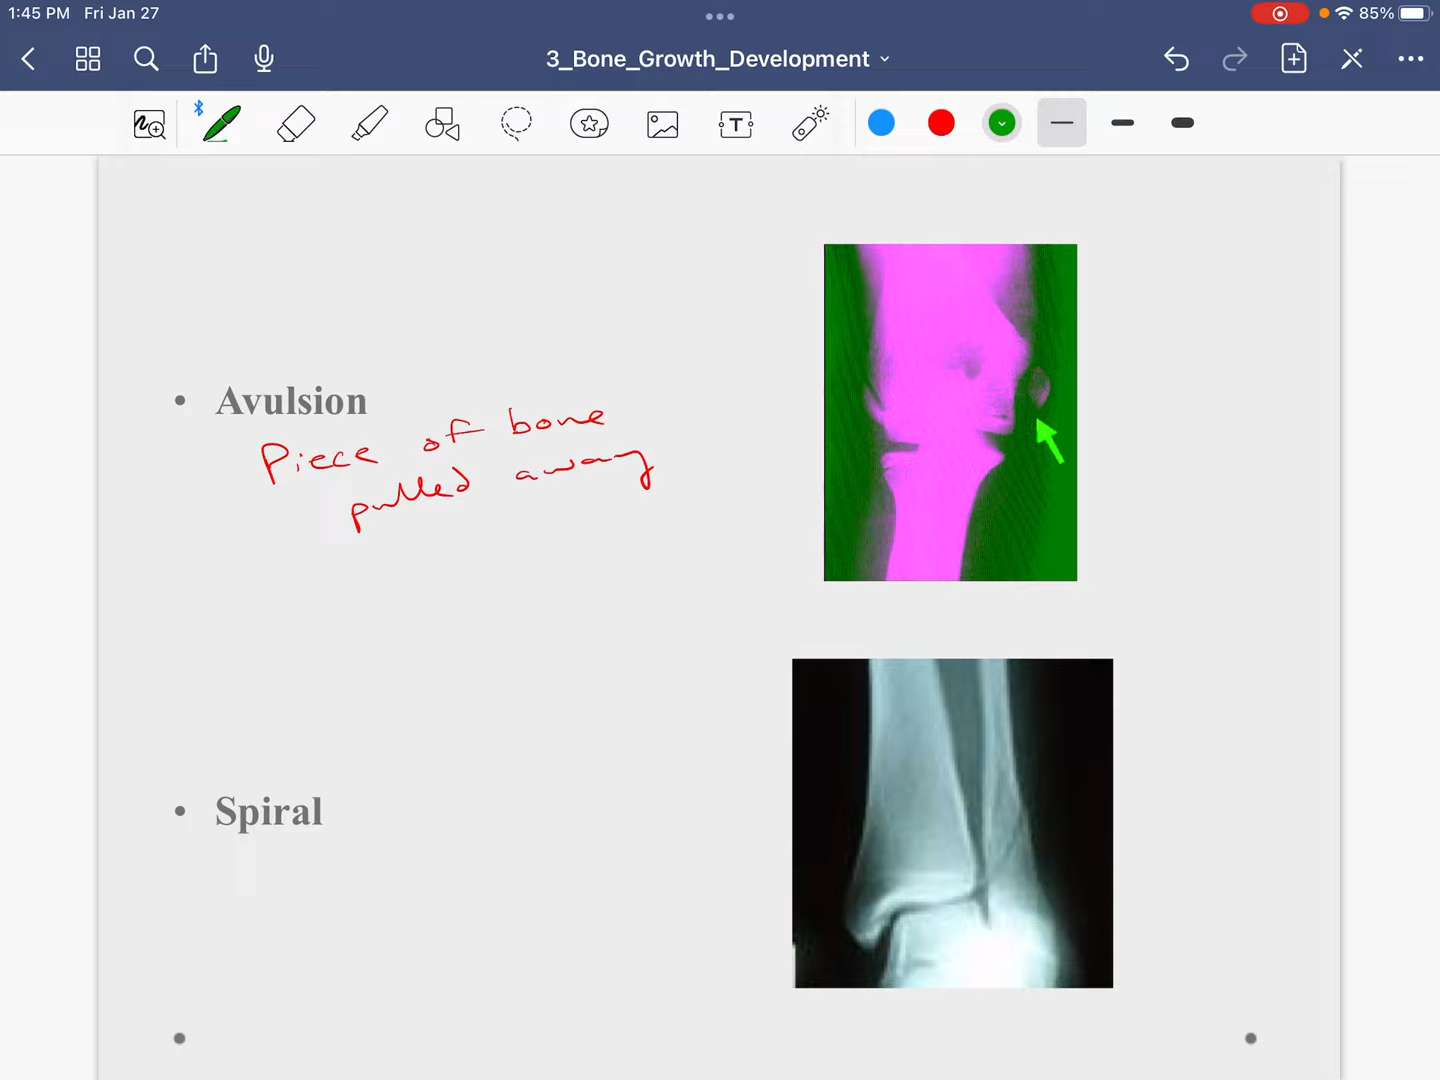 1:45 PM Fri Jan 27
85%
3_Bone_Growth_Development
T
• Avulsion
Piece of bone
pulled away
• Spiral